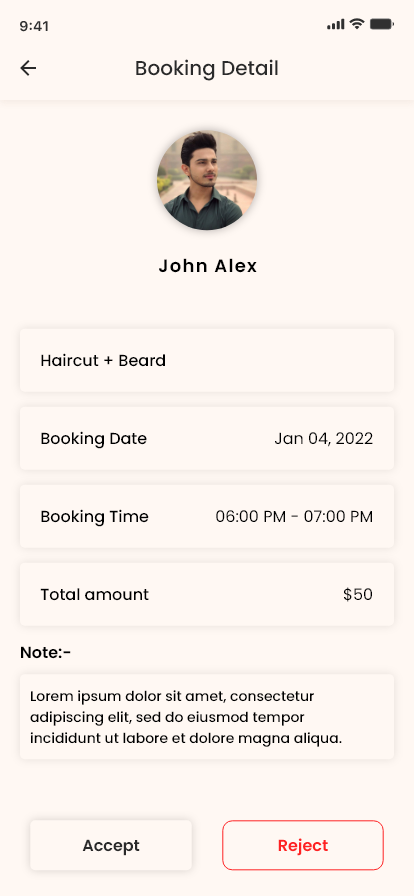 9:41
Booking Detail
John Alex
Haircut + Beard
Booking Date Jan 04, 2022
Booking Time 06:00 PM - 07:00 PM
Total amount $50
Note:-
Lorem ipsum dolor sit amet, consectetur
adipiscing elit, sed do eiusmod tempor
incididunt ut labore et dolore magna aliqua.
Accept Reject